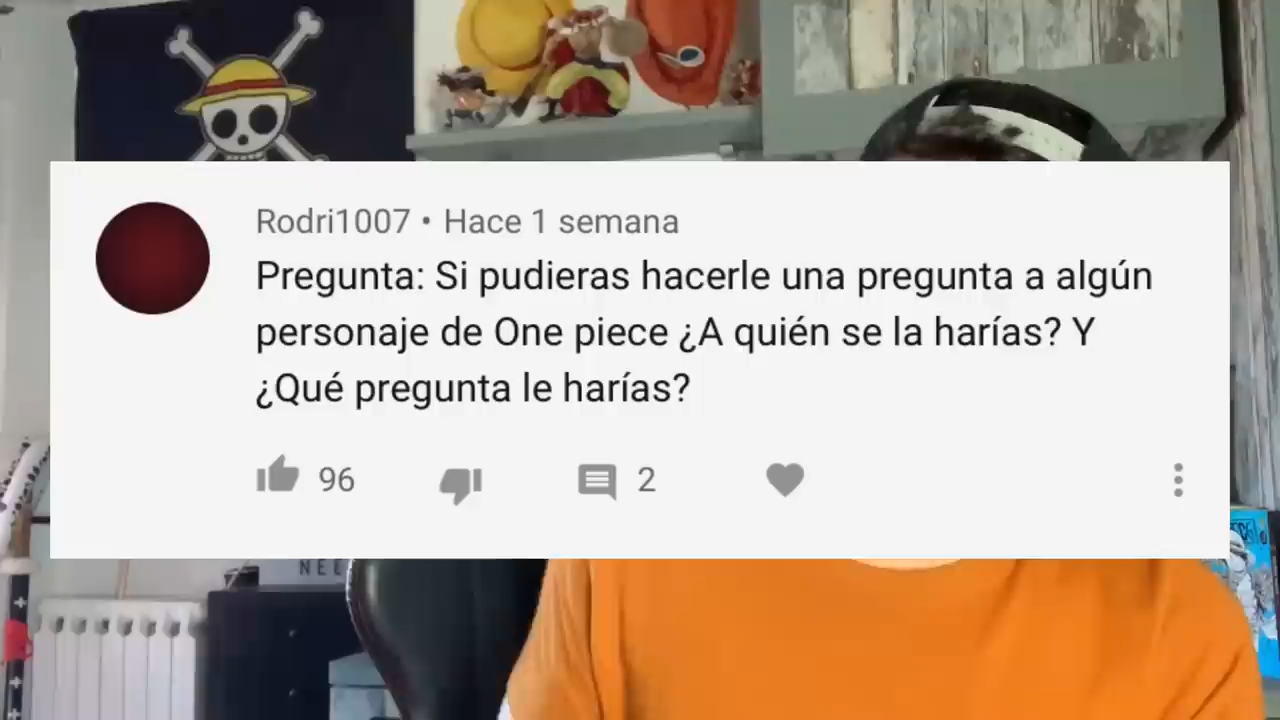 Rodri1007 • Hace 1 semana
Pregunta: Si pudieras hacerle una pregunta a algún
personaje de One piece ¿A quién se la harías? Y
¿Qué pregunta le harías?
96
2
NEL